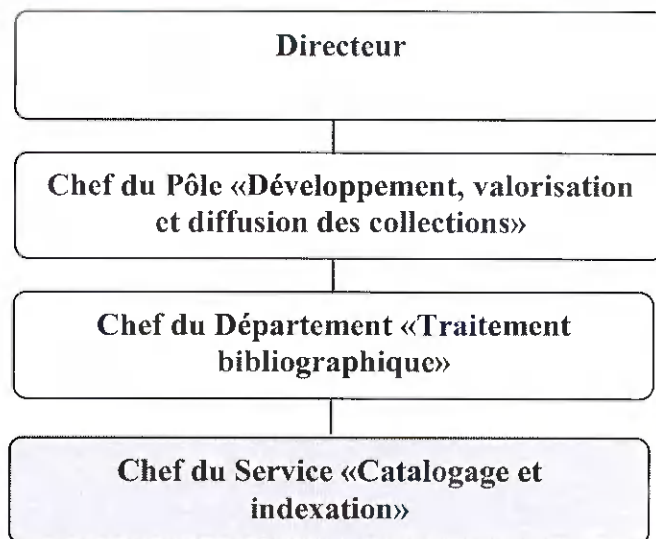 Directeur
Chef du Pôle «Développement, valorisation
et diffusion des collections»
Chef du Département «Traitement
bibliographique»
Chef du Service «Catalogage et
indexation»